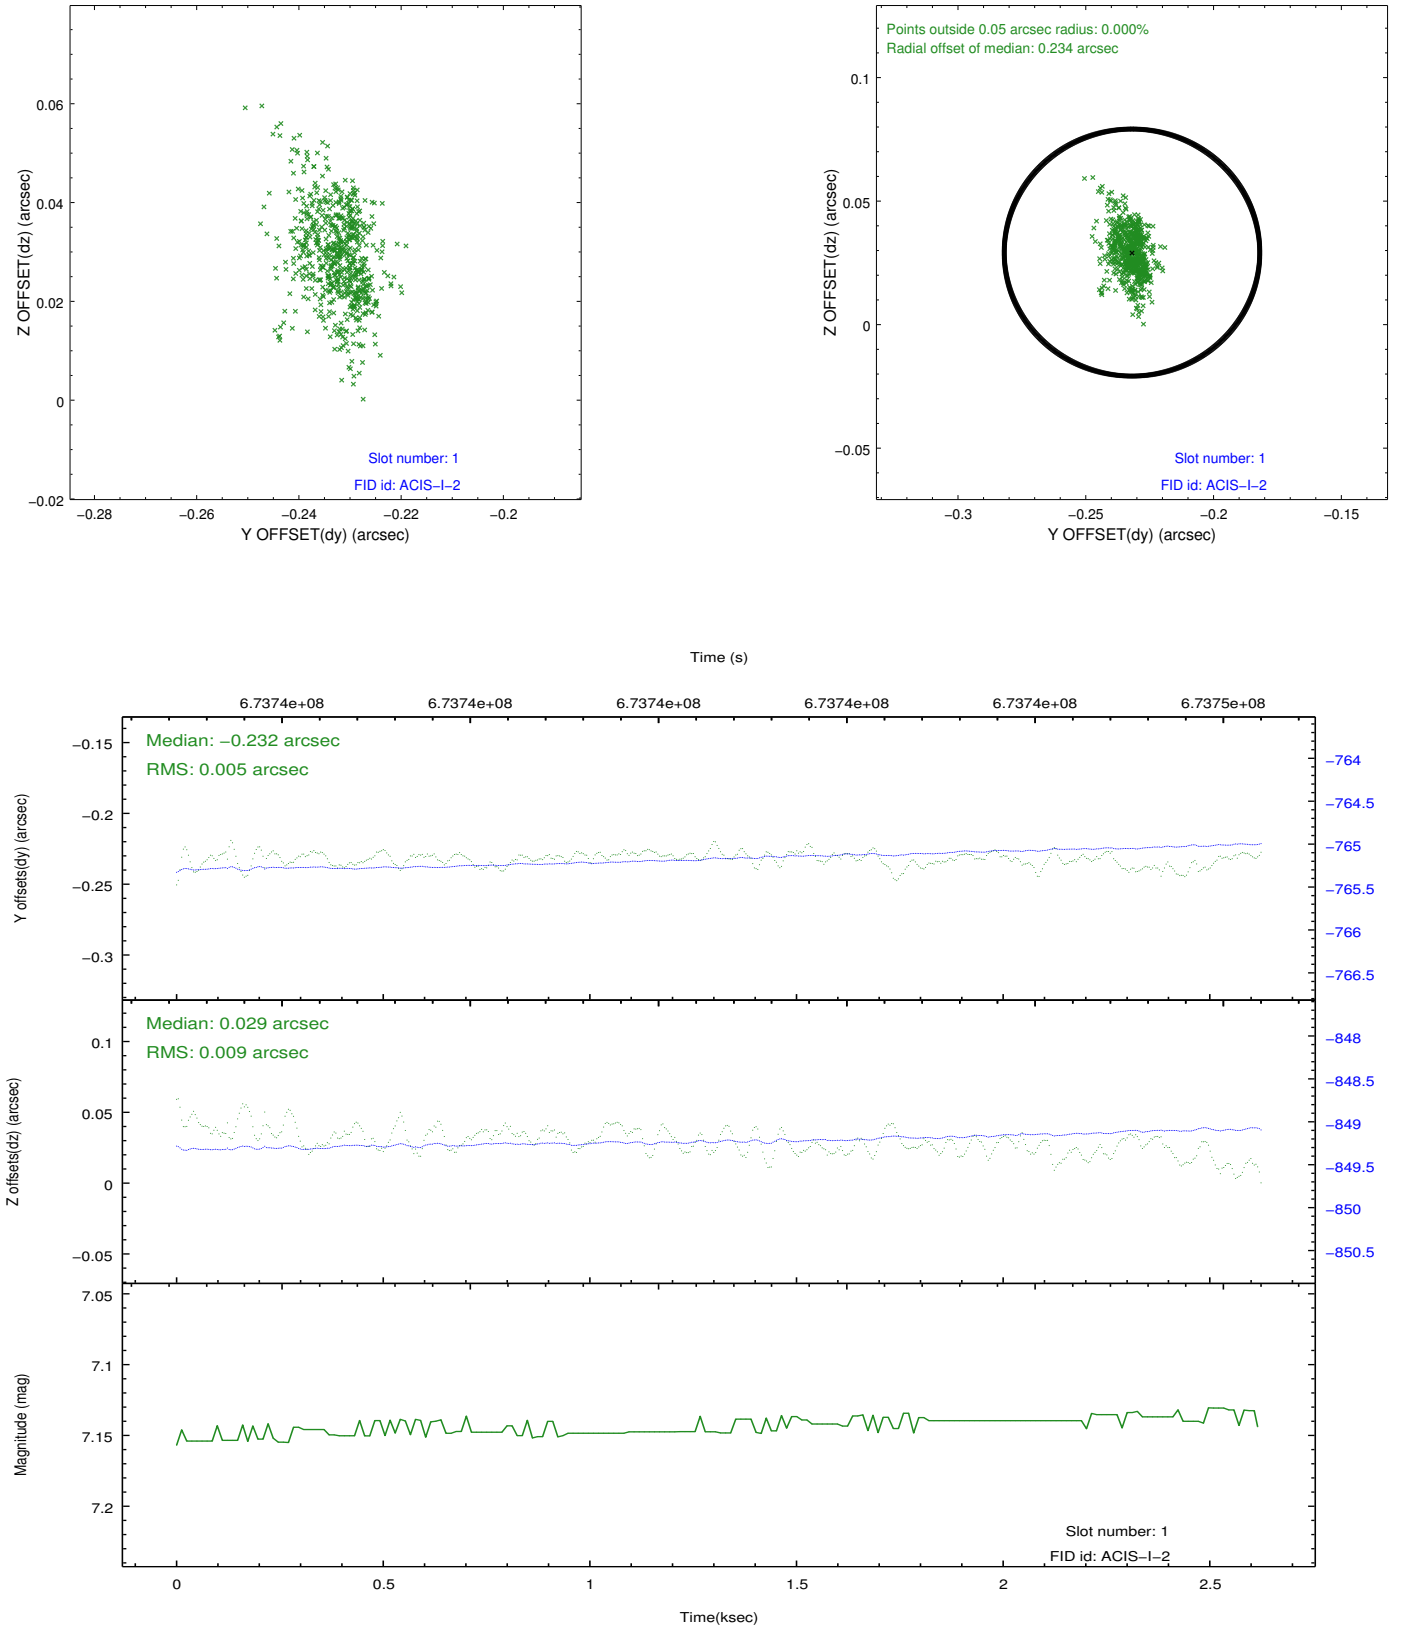 0.06
0.04
0.02
0
−0.02
Z OFFSET(dz) (arcsec)
Slot number: 1
FID id: ACIS−I−2
−0.28 −0.26 −0.24 −0.22 −0.2
Y OFFSET(dy) (arcsec)
Points outside 0.05 arcsec radius: 0.000%
Radial offset of median: 0.234 arcsec
0.1
0.05
0
−0.05
Z OFFSET(dz) (arcsec)
Slot number: 1
FID id: ACIS−I−2
−0.3 −0.25 −0.2 −0.15
Y OFFSET(dy) (arcsec)
Time (s)
6.7374e+08 6.7374e+08 6.7374e+08 6.7374e+08 6.7374e+08 6.7375e+08
Median: −0.232 arcsec
RMS: 0.005 arcsec
−0.15
−0.2
−0.25
−0.3
Y offsets(dy) (arcsec)
−764
−764.5
−765
−765.5
−766
−766.5
Median: 0.029 arcsec
RMS: 0.009 arcsec
0.1
0.05
0
−0.05
Z offsets(dz) (arcsec)
−848
−848.5
−849
−849.5
−850
−850.5
7.05
7.1
7.15
7.2
Magnitude (mag)
Slot number: 1
FID id: ACIS−I−2
0 0.5 1 1.5 2 2.5
Time(ksec)